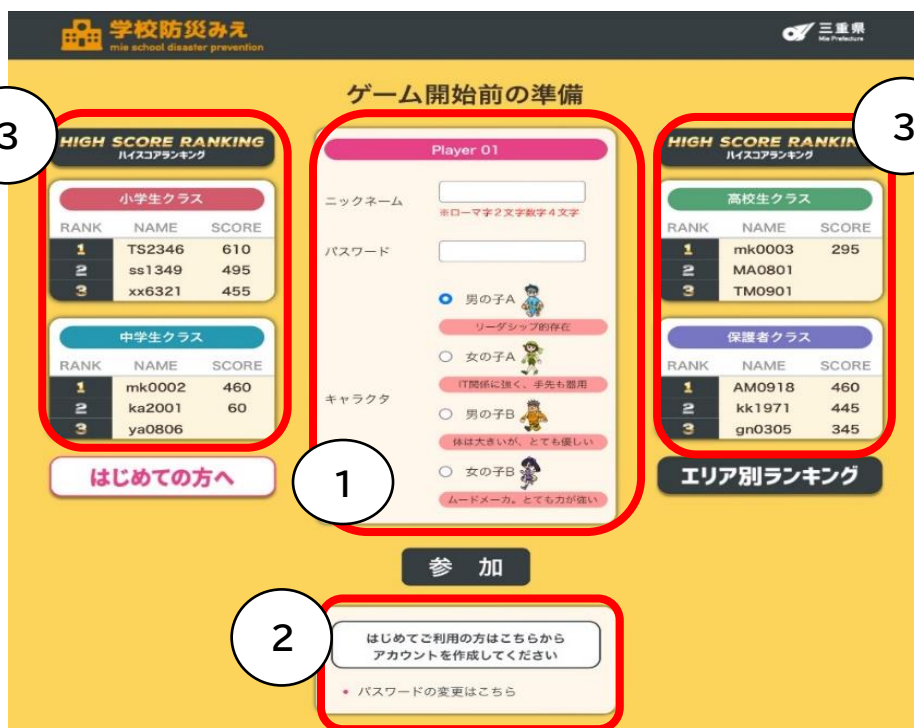 学校防災みえ
mie school disaster prevention
三重県
Mie Prefecture
ゲーム開始前の準備
3
HIGH SCORE RANKING
ハイスコアランキング
小学生クラス
RANK NAME SCORE
1 TS2346 610
2 ss1349 495
3 xx6321 455
中学生クラス
RANK NAME SCORE
1 mk0002 460
2 ka2001 60
3 ya0806
はじめての方へ
Player 01
ニックネーム
※ローマ字2文字数字4文字
パスワード
キャラクタ
男の子A
リーダシップ的存在
女の子A
IT関係に強く、手先も器用
男の子B
体は大きいが、とても優しい
女の子B
ムードメーカ。とても力が強い
1
3
HIGH SCORE RANKIN
ハイスコアランキング
高校生クラス
RANK NAME SCORE
1 mk0003 295
2 MA0801
3 TM0901
保護者クラス
RANK NAME SCORE
1 AM0918 460
2 kk1971 445
3 gn0305 345
エリア別ランキング
参 加
2
はじめてご利用の方はこちらから
アカウントを作成してください
• パスワードの変更はこちら